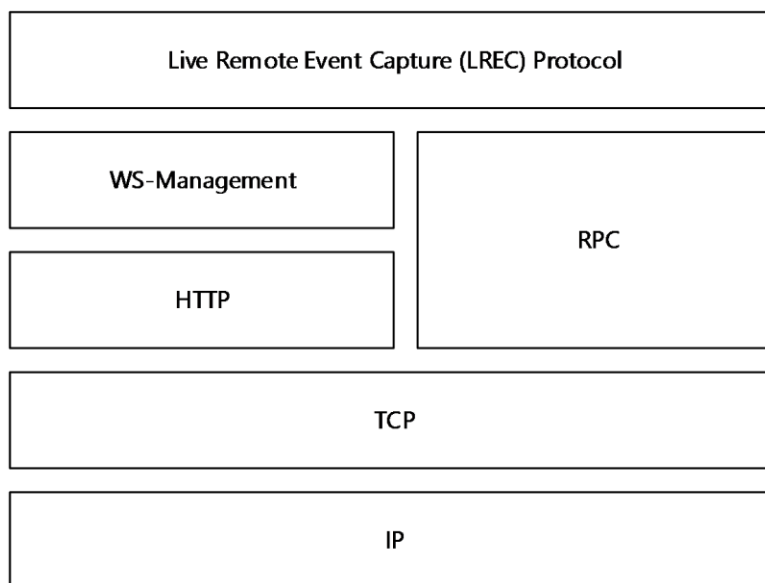 Live Remote Event Capture (LREC) Protocol
WS-Management
RPC
HTTP
TCP
IP